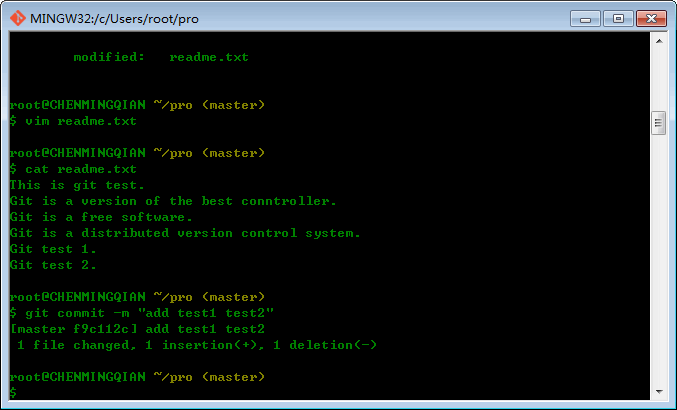 MINGW32:/c/Users/root/pro
modified:   readme.txt
root@CHENMINGQIAN ~/pro (master)
$ vim readme.txt
root@CHENMINGQIAN ~/pro (master)
$ cat readme.txt
This is git test.
Git is a version of the best conntroller.
Git is a free software.
Git is a distributed version control system.
Git test 1.
Git test 2.
root@CHENMINGQIAN ~/pro (master)
$ git commit -m "add test1 test2"
[master f9c112c] add test1 test2
 1 file changed, 1 insertion(+), 1 deletion(-)
root@CHENMINGQIAN ~/pro (master)
$